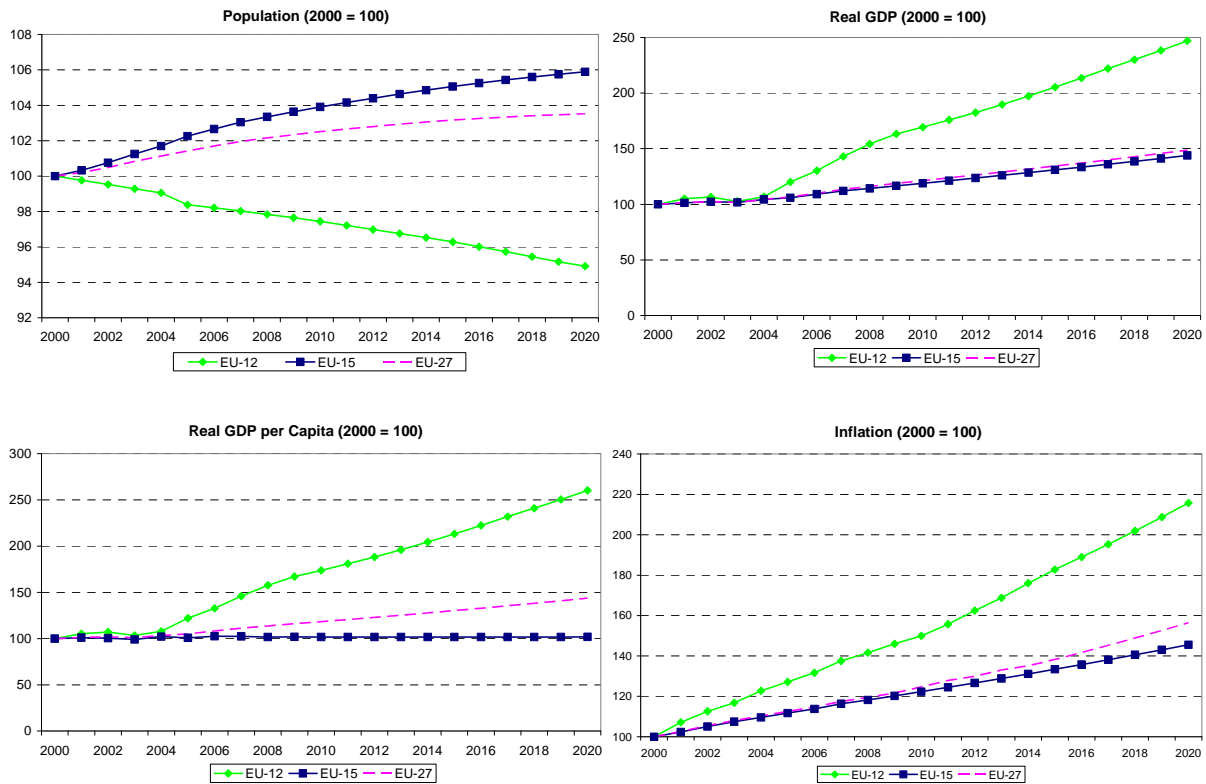 Population (2000 = 100)
108
106
104
102
100
98
96
94
92
2000 2002 2004 2006 2008 2010 2012 2014 2016 2018 2020
EU-12 EU-15 EU-27
Real GDP (2000 = 100)
250
200
150
100
50
0
2000 2002 2004 2006 2008 2010 2012 2014 2016 2018 2020
EU-12 EU-15 EU-27
Real GDP per Capita (2000 = 100)
300
250
200
150
100
50
0
2000 2002 2004 2006 2008 2010 2012 2014 2016 2018 2020
EU-12 EU-15 EU-27
Inflation (2000 = 100)
240
220
200
180
160
140
120
100
2000 2002 2004 2006 2008 2010 2012 2014 2016 2018 2020
EU-12 EU-15 EU-27